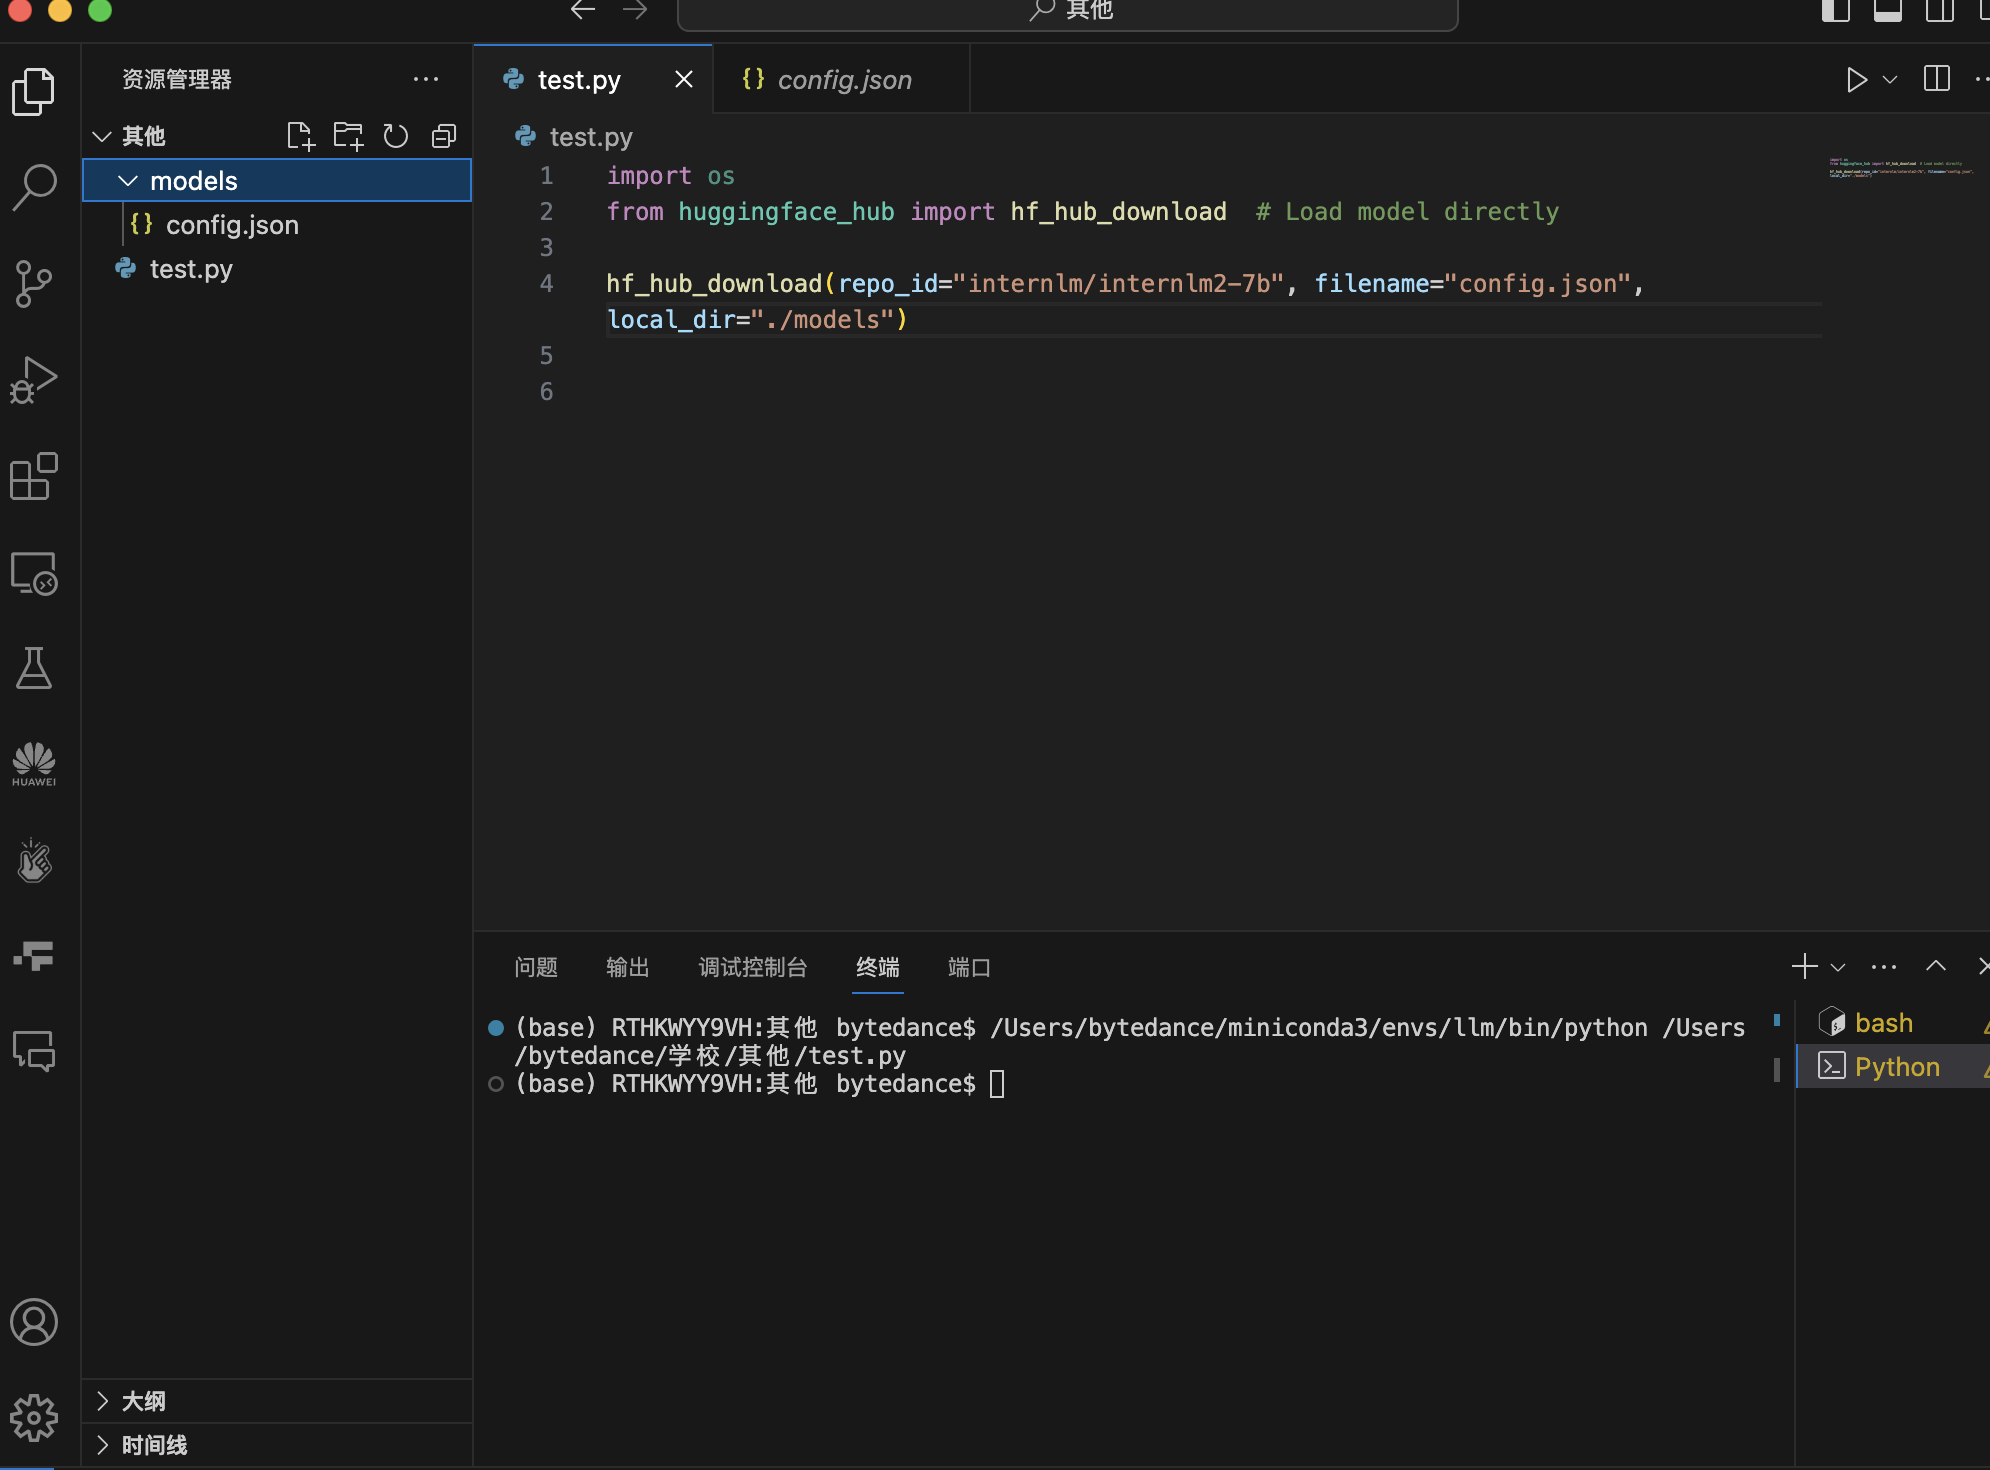 其他
资源管理器
test.py
config.json
其他
test.py
models
config.json
test.py
1 import os
2 from huggingface_hub import hf_hub_download  # Load model directly
3
4 hf_hub_download(repo_id="internlm/internlm2-7b", filename="config.json",
local_dir="./models")
5
6
HUAWEI
问题 输出 调试控制台 终端 端口
(base) RTHKWYY9VH:其他 bytedance$ /Users/bytedance/miniconda3/envs/llm/bin/python /Users
/bytedance/学校/其他/test.py
(base) RTHKWYY9VH:其他 bytedance$
bash
Python
大纲
时间线